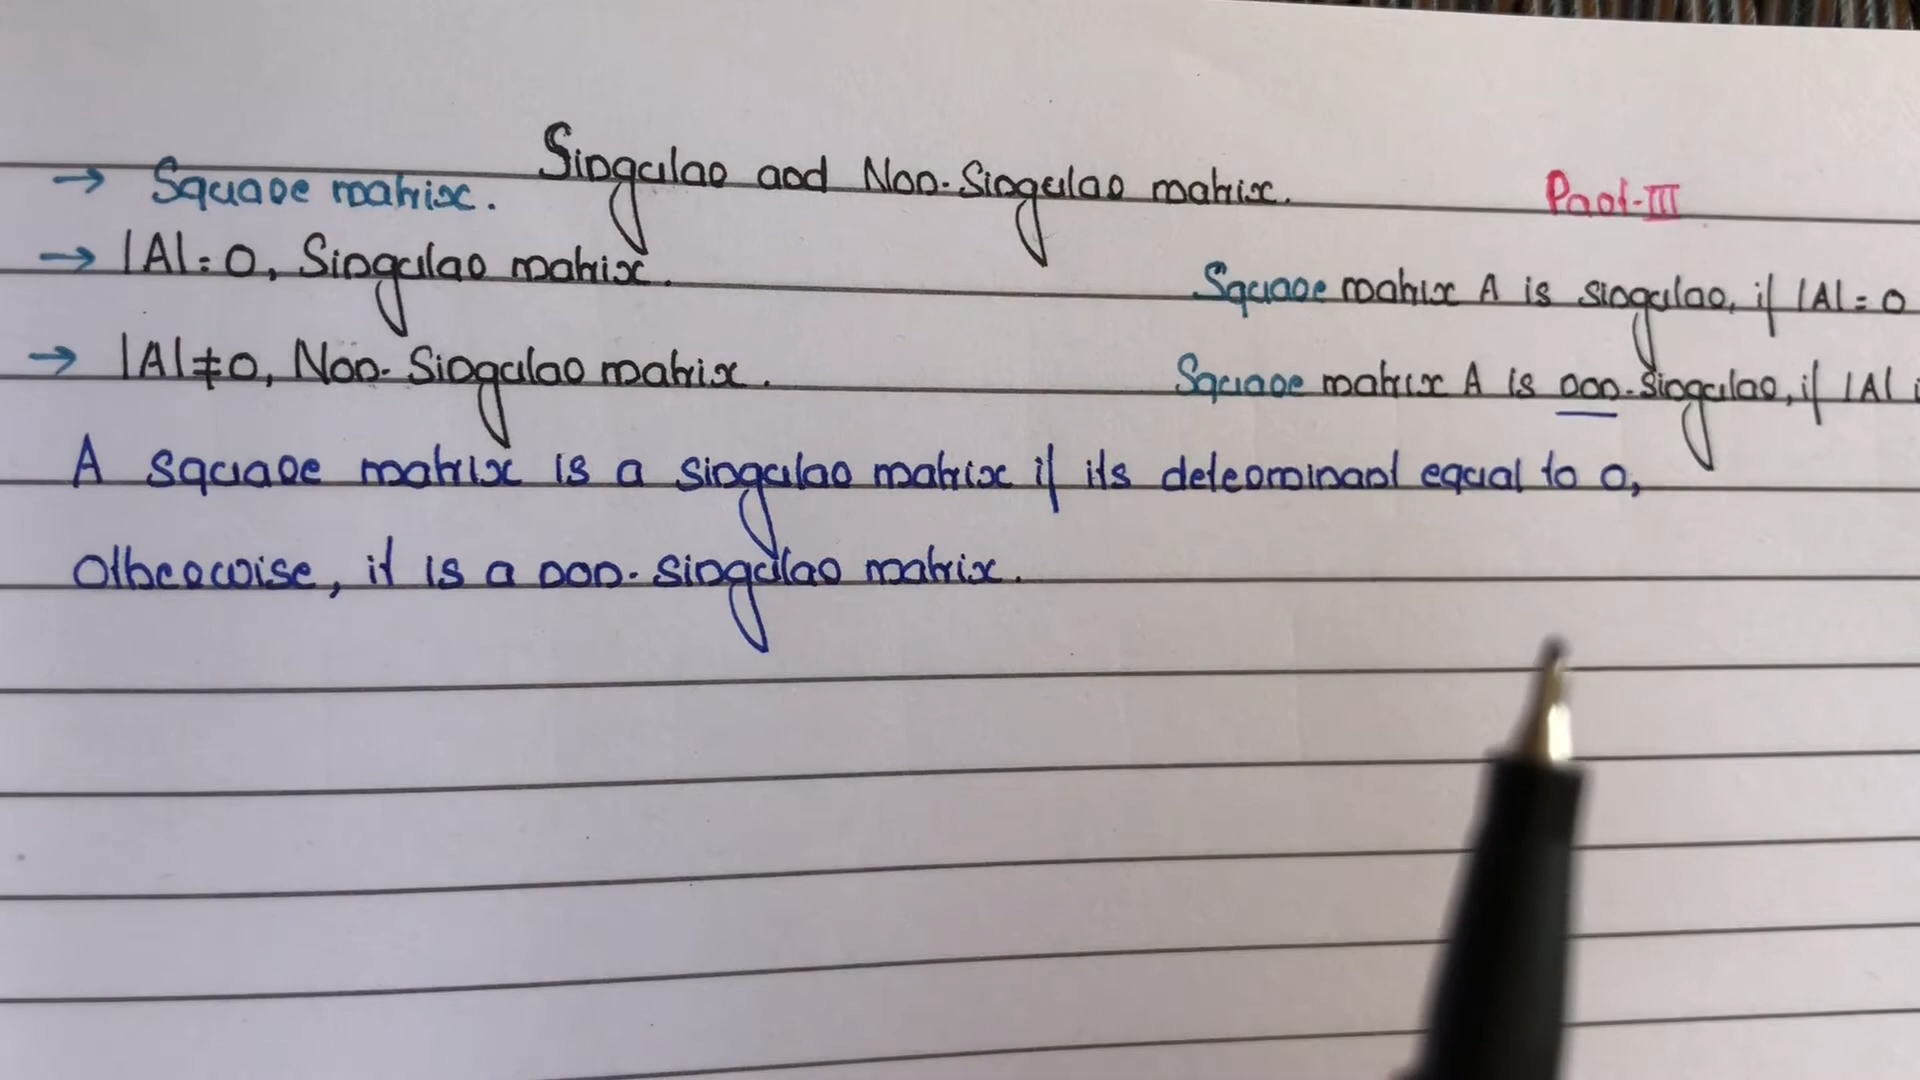 Singular and Non-Singular matrix.
Part-III
→ Square matrix.
→ |A| = 0, Singular matrix.
Square matrix A is singular, if |A| = 0
→ |A| ≠ 0, Non-Singular matrix.
Square matrix A is non-singular, if |A|
A square matrix is a singular matrix if its determinant equal to 0,
otherwise, it is a non-singular matrix.